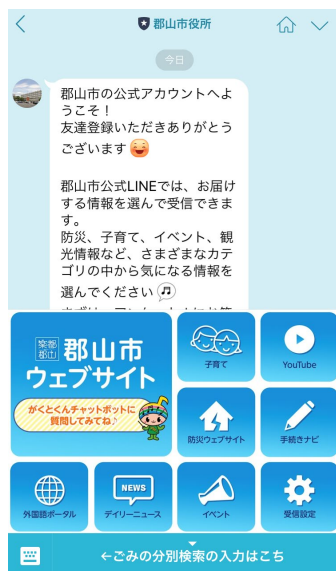 郡山市役所
今日
郡山市の公式アカウントへよ
うこそ！
友達登録いただきありがとう
ございます
郡山市公式LINEでは、お届け
する情報を選んで受信できま
す。
防災、子育て、イベント、観
光情報など、さまざまなカテ
ゴリの中から気になる情報を
選んでください
楽都
郡山
郡山市
ウェブサイト
がくとくんチャットボットに
質問してみてね♪
子育て
YouTube
防災ウェブサイト
手続きナビ
外国語ポータル
NEWS
デイリーニュース
イベント
受信設定
←ごみの分別検索の入力はこち